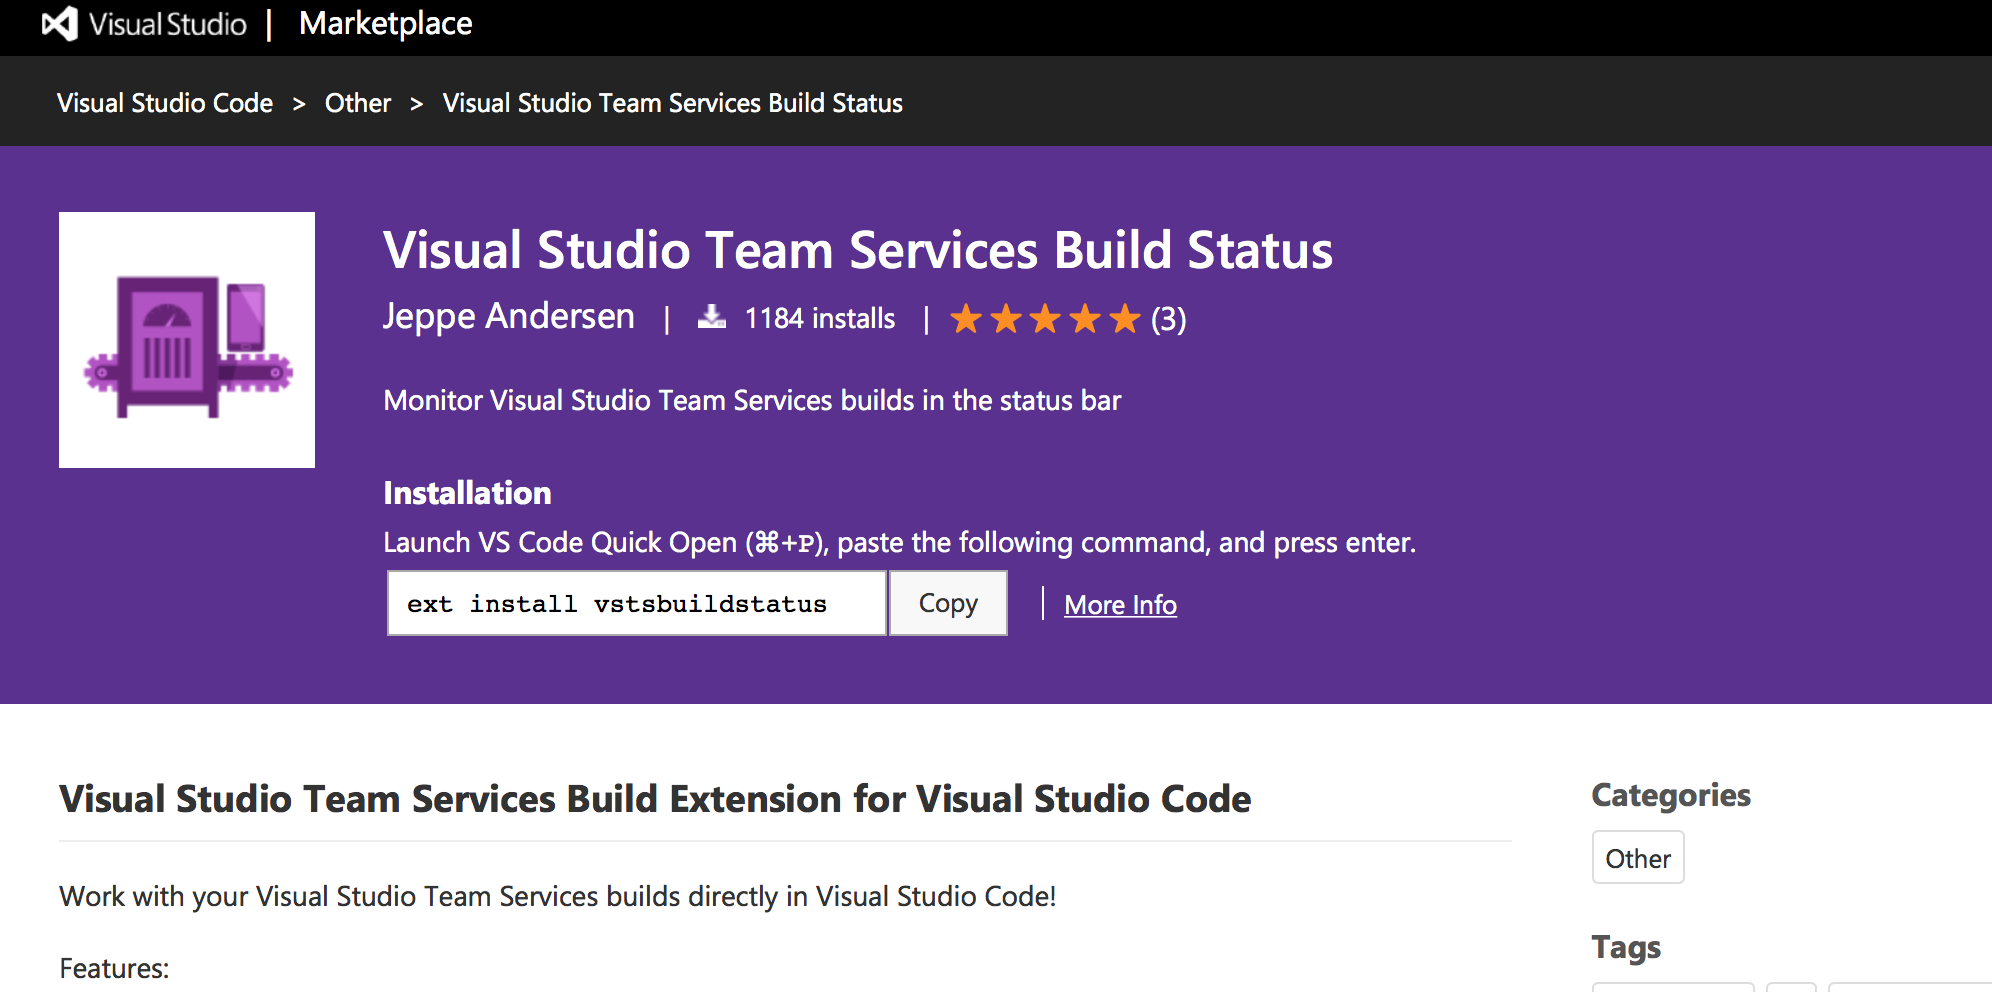 Visual Studio | Marketplace
Visual Studio Code > Other > Visual Studio Team Services Build Status
Visual Studio Team Services Build Status
Jeppe Andersen | 1184 installs | ★★★★★ (3)
Monitor Visual Studio Team Services builds in the status bar
Installation
Launch VS Code Quick Open (⌘+P), paste the following command, and press enter.
ext install vstsbuildstatus Copy | More Info
Visual Studio Team Services Build Extension for Visual Studio Code
Categories
Other
Work with your Visual Studio Team Services builds directly in Visual Studio Code!
Tags
Features: